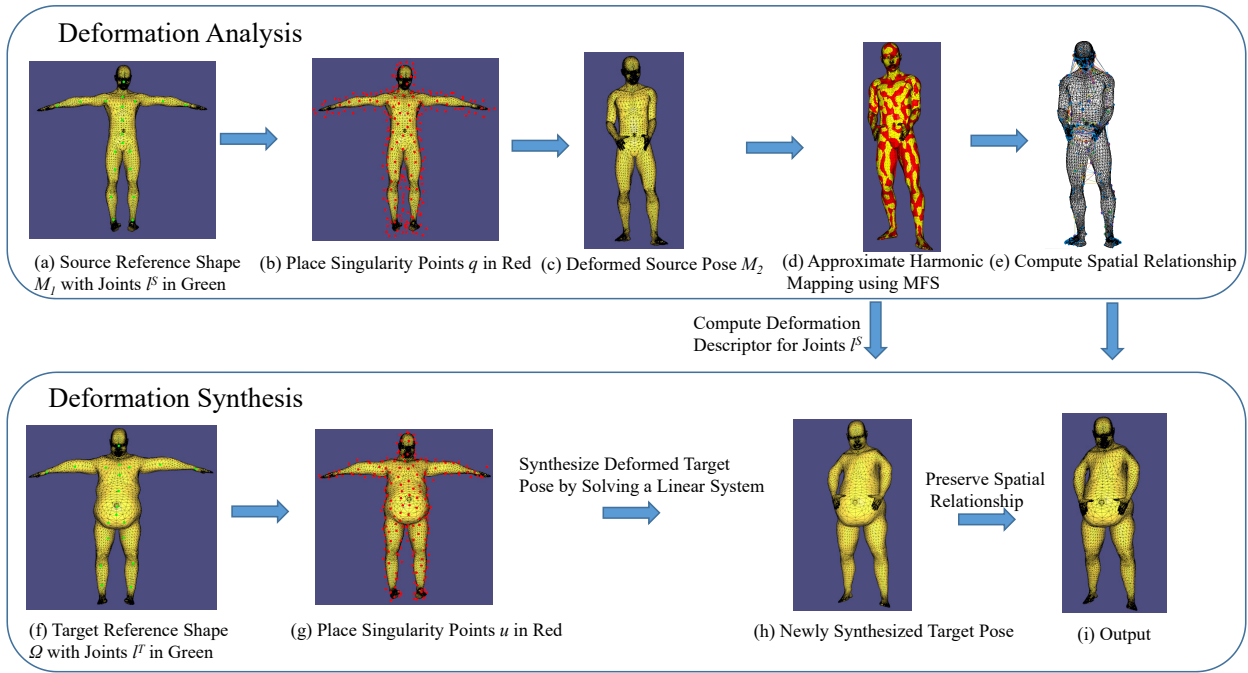 Deformation Analysis
(a) Source Reference Shape
M1 with Joints lS in Green
(b) Place Singularity Points q in Red
(c) Deformed Source Pose M2
(d) Approximate Harmonic
Mapping using MFS
(e) Compute Spatial Relationship
Compute Deformation
Descriptor for Joints lS
Deformation Synthesis
(f) Target Reference Shape
Ω with Joints lT in Green
(g) Place Singularity Points u in Red
Synthesize Deformed Target
Pose by Solving a Linear System
(h) Newly Synthesized Target Pose
Preserve Spatial
Relationship
(i) Output